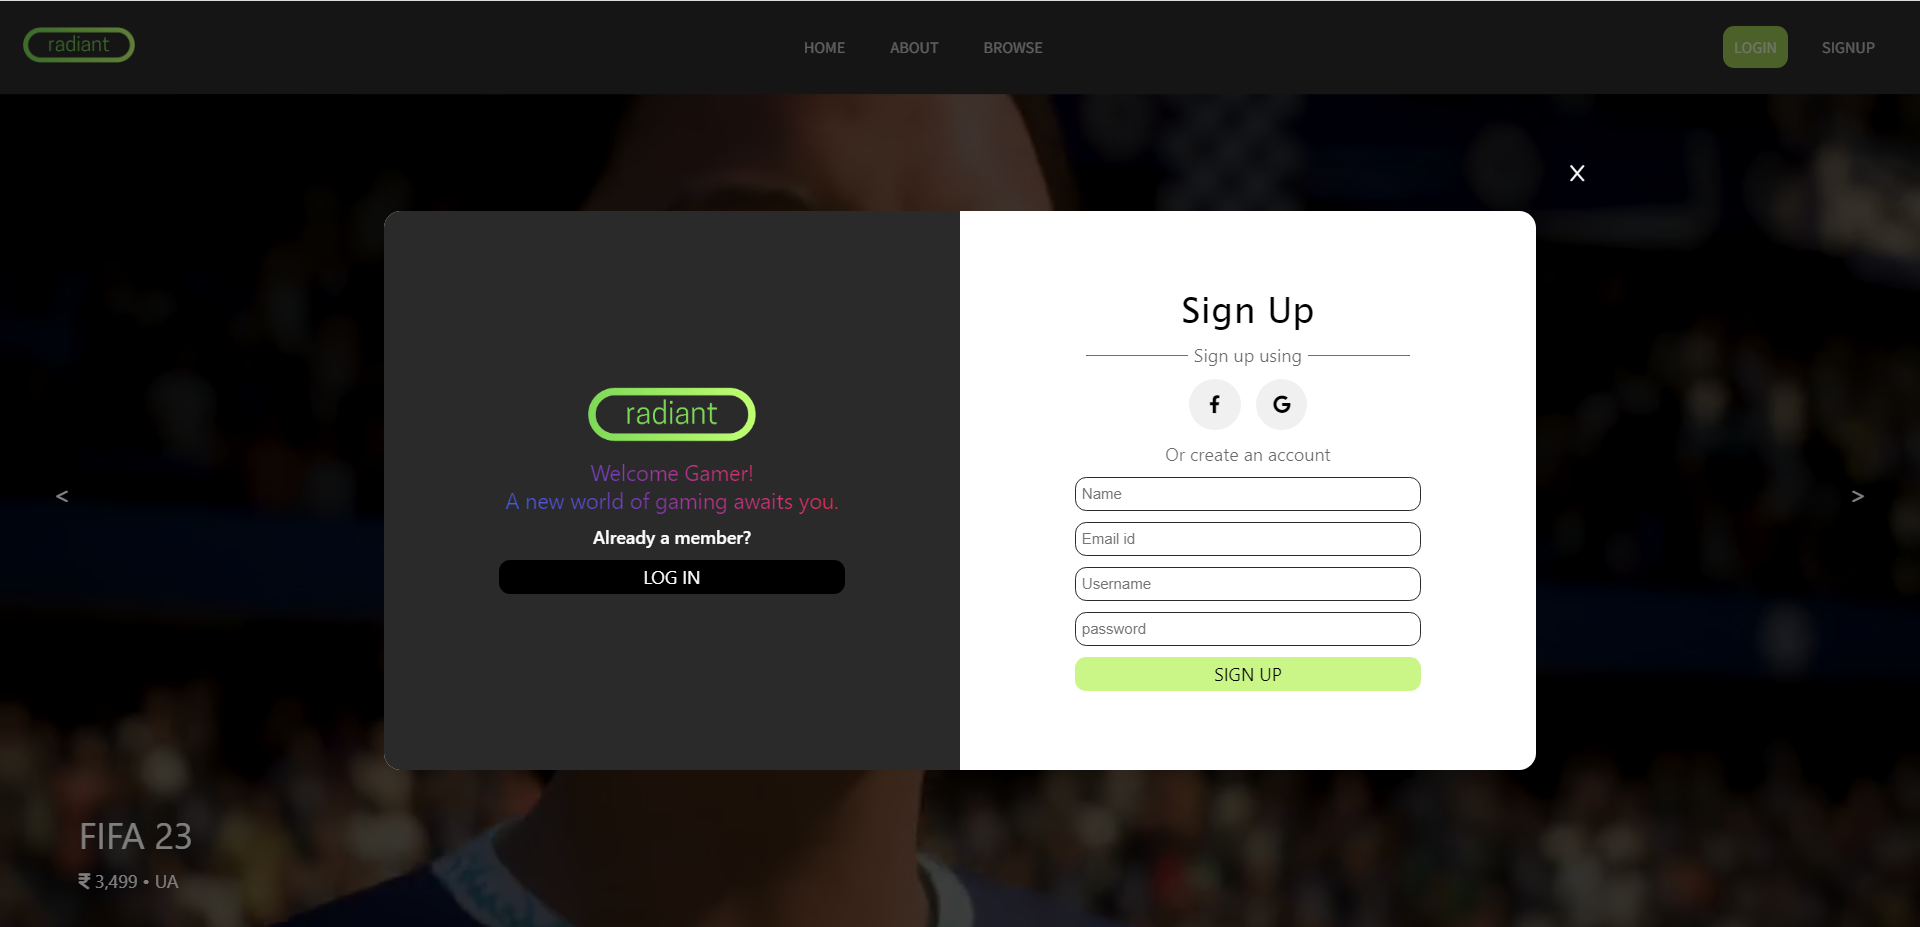 radiant
HOME ABOUT BROWSE
LOGIN SIGNUP
X
radiant
Welcome Gamer!
A new world of gaming awaits you.
Already a member?
LOG IN
Sign Up
Sign up using
f G
Or create an account
Name
Email id
Username
password
SIGN UP
< >
FIFA 23
₹ 3,499 • UA